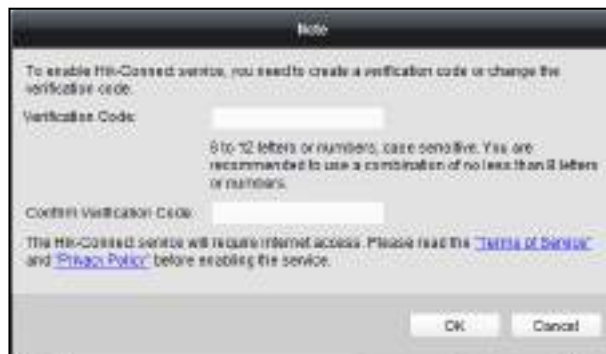 Note
To enable Hik-Connect service, you need to create a verification code or change the
verification code.
Verification Code:
6 to 12 letters or numbers, case sensitive. You are
recommended to use a combination of no less than 8 letters
or numbers.
Confirm Verification Code:
The Hik-Connect service will require internet access. Please read the "Terms of Service"
and "Privacy Policy" before enabling the service.
OK
Cancel